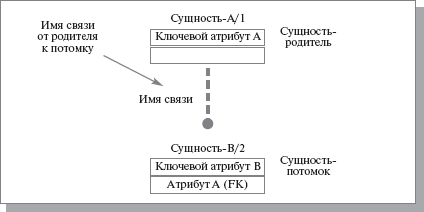 Имя связи
от родителя
к потомку
Сущность-А/1
Ключевой атрибут А
Сущность-
родитель
Имя связи
Сущность-В/2
Ключевой атрибут В
Атрибут А (FK)
Сущность-
потомок